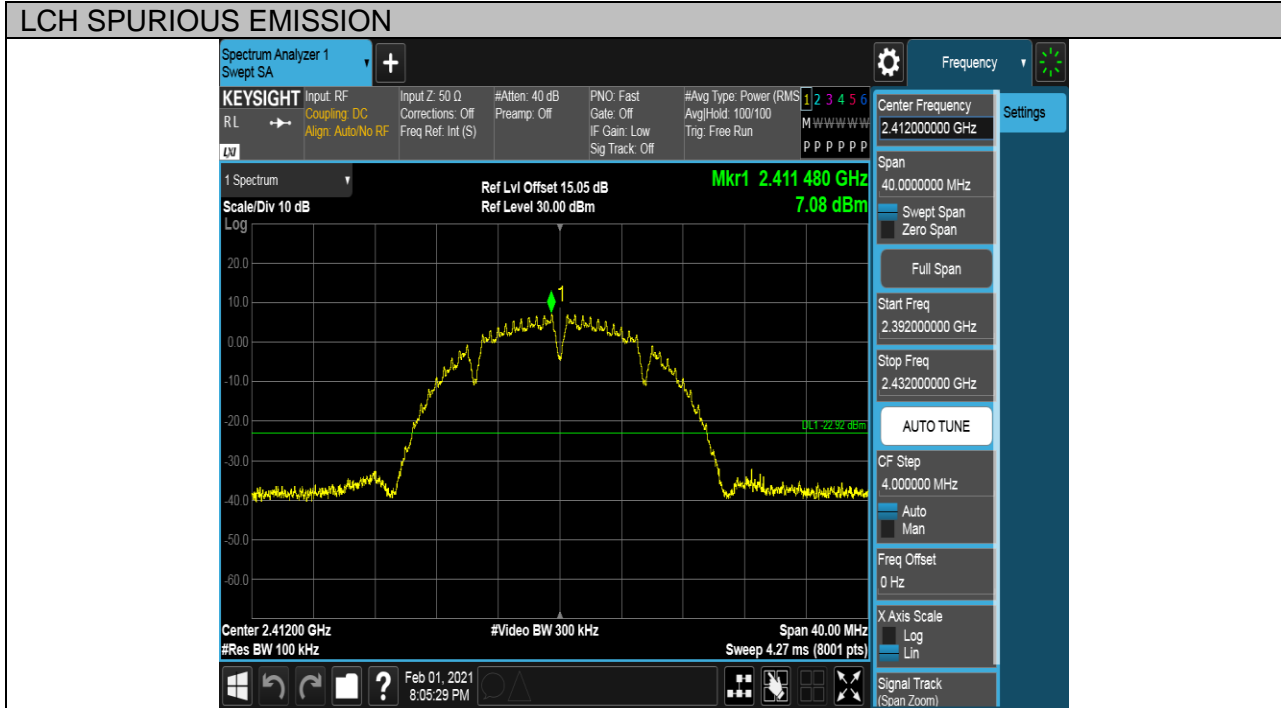 LCH SPURIOUS EMISSION
Spectrum Analyzer 1
Swept SA
+
Frequency
KEYSIGHT
RL
LXI
Input: RF
Coupling: DC
Align: Auto/No RF
Input Z: 50 Ω
Corrections: Off
Freq Ref: Int (S)
#Atten: 40 dB
Preamp: Off
PNO: Fast
Gate: Off
IF Gain: Low
Sig Track: Off
#Avg Type: Power (RMS
Avg|Hold: 100/100
Trig: Free Run
1 2 3 4 5 6
M W W W W W
P P P P P P
1 Spectrum
Scale/Div 10 dB
Ref Lvl Offset 15.05 dB
Ref Level 30.00 dBm
Mkr1 2.411 480 GHz
7.08 dBm
Log
20.0
10.0
0.00
-10.0
-20.0
-30.0
-40.0
-50.0
-60.0
1
DL1 -22.92 dBm
Center 2.41200 GHz
#Res BW 100 kHz
#Video BW 300 kHz
Span 40.00 MHz
Sweep 4.27 ms (8001 pts)
?
Feb 01, 2021
8:05:29 PM
Center Frequency
2.412000000 GHz
Settings
Span
40.0000000 MHz
Swept Span
Zero Span
Full Span
Start Freq
2.392000000 GHz
Stop Freq
2.432000000 GHz
AUTO TUNE
CF Step
4.000000 MHz
Auto
Man
Freq Offset
0 Hz
X Axis Scale
Log
Lin
Signal Track
(Span Zoom)